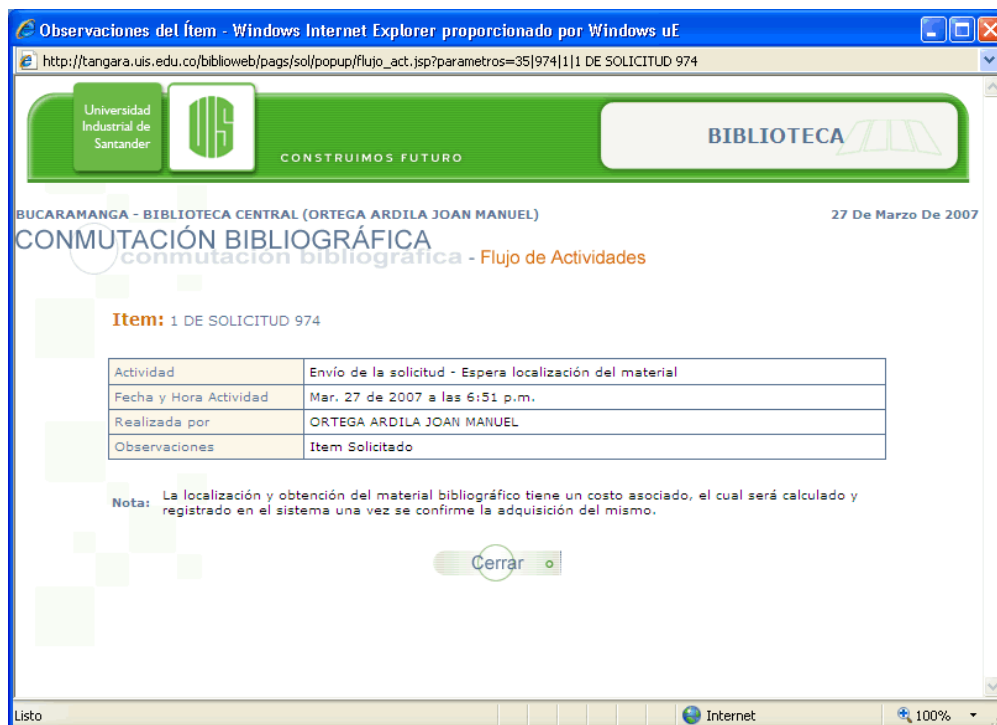 Observaciones del Ítem - Windows Internet Explorer proporcionado por Windows uE
http://tangara.uis.edu.co/biblioweb/pags/sol/popup/flujo_act.jsp?parametros=35|974|1|1 DE SOLICITUD 974
Universidad
Industrial de
Santander
UIS
CONSTRUIMOS FUTURO
BIBLIOTECA
BUCARAMANGA - BIBLIOTECA CENTRAL (ORTEGA ARDILA JOAN MANUEL) 27 De Marzo De 2007
CONMUTACIÓN BIBLIOGRÁFICA
conmutación bibliográfica - Flujo de Actividades
Item: 1 DE SOLICITUD 974
Actividad Envío de la solicitud - Espera localización del material
Fecha y Hora Actividad Mar. 27 de 2007 a las 6:51 p.m.
Realizada por ORTEGA ARDILA JOAN MANUEL
Observaciones Item Solicitado
Nota: La localización y obtención del material bibliográfico tiene un costo asociado, el cual será calculado y
registrado en el sistema una vez se confirme la adquisición del mismo.
Cerrar
Listo Internet 100%